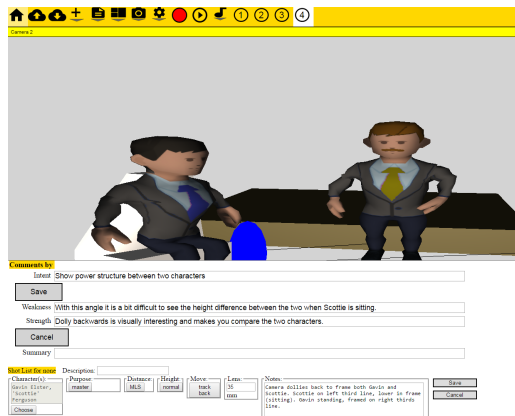 1 2 3 4
Camera 2
Comments by
Intent Show power structure between two characters
Save
Weakness With this angle it is a bit difficult to see the height difference between the two when Scottie is sitting.
Strength Dolly backwards is visually interesting and makes you compare the two characters.
Cancel
Summary
Shot List for none Description:
Character(s): Purpose: Distance: Height: Move: Lens: Notes:
Gavin Elster, 'Scottie' Ferguson
Choose
master
MLS
normal
track back
35 mm
Camera dollies back to frame both Gavin and
Scottie. Scottie on left third line, lower in frame
(sitting). Gavin standing, framed on right thirds
line.
Save
Cancel